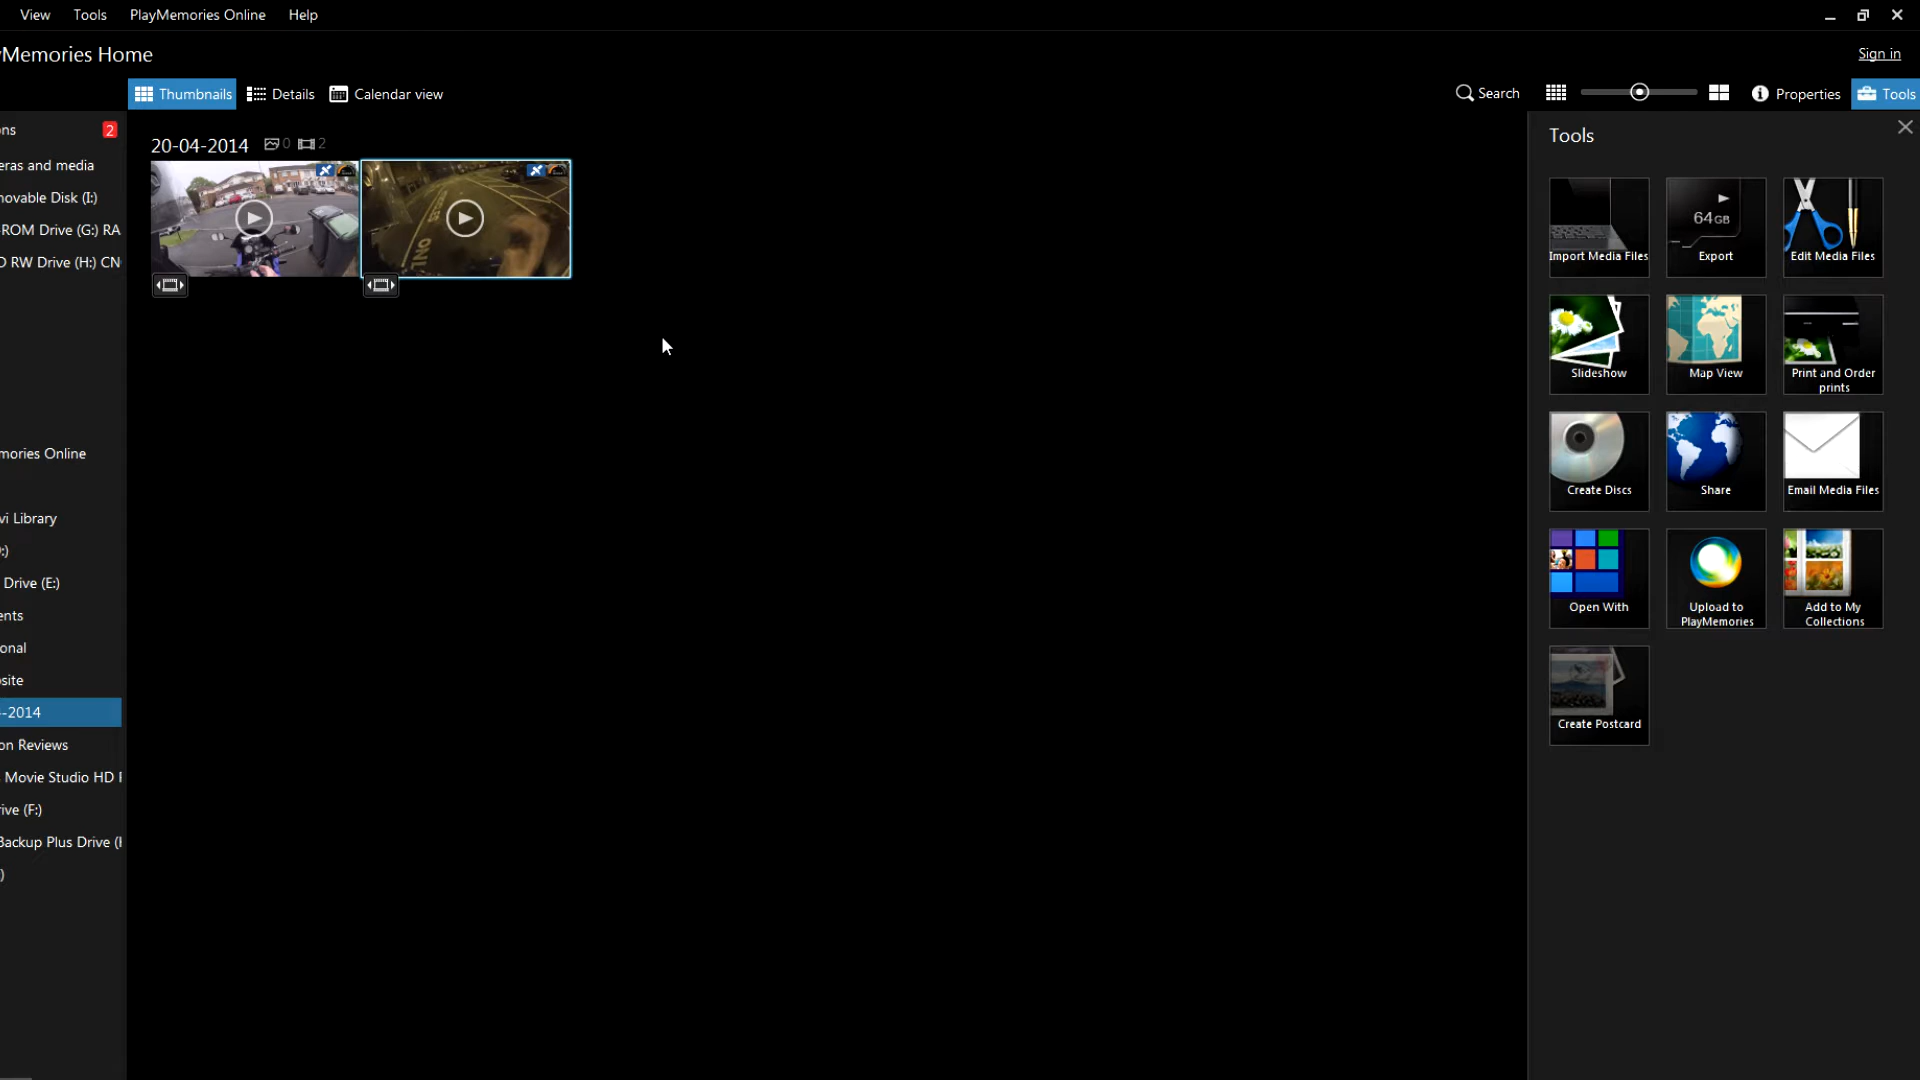 View Tools PlayMemories Online Help
yMemories Home
Sign in
Thumbnails Details Calendar view Search Properties Tools
ons 2
eras and media
novable Disk (I:)
-ROM Drive (G:) RA
D RW Drive (H:) CN
mories Online
vi Library
:)
Drive (E:)
ents
onal
site
-2014
on Reviews
Movie Studio HD
rive (F:)
Backup Plus Drive (
)
20-04-2014 0 2
Tools
Import Media Files
64GB
Export
Edit Media Files
Slideshow
Map View
Print and Order
prints
Create Discs
Share
Email Media Files
Open With
Upload to
PlayMemories
Add to My
Collections
Create Postcard